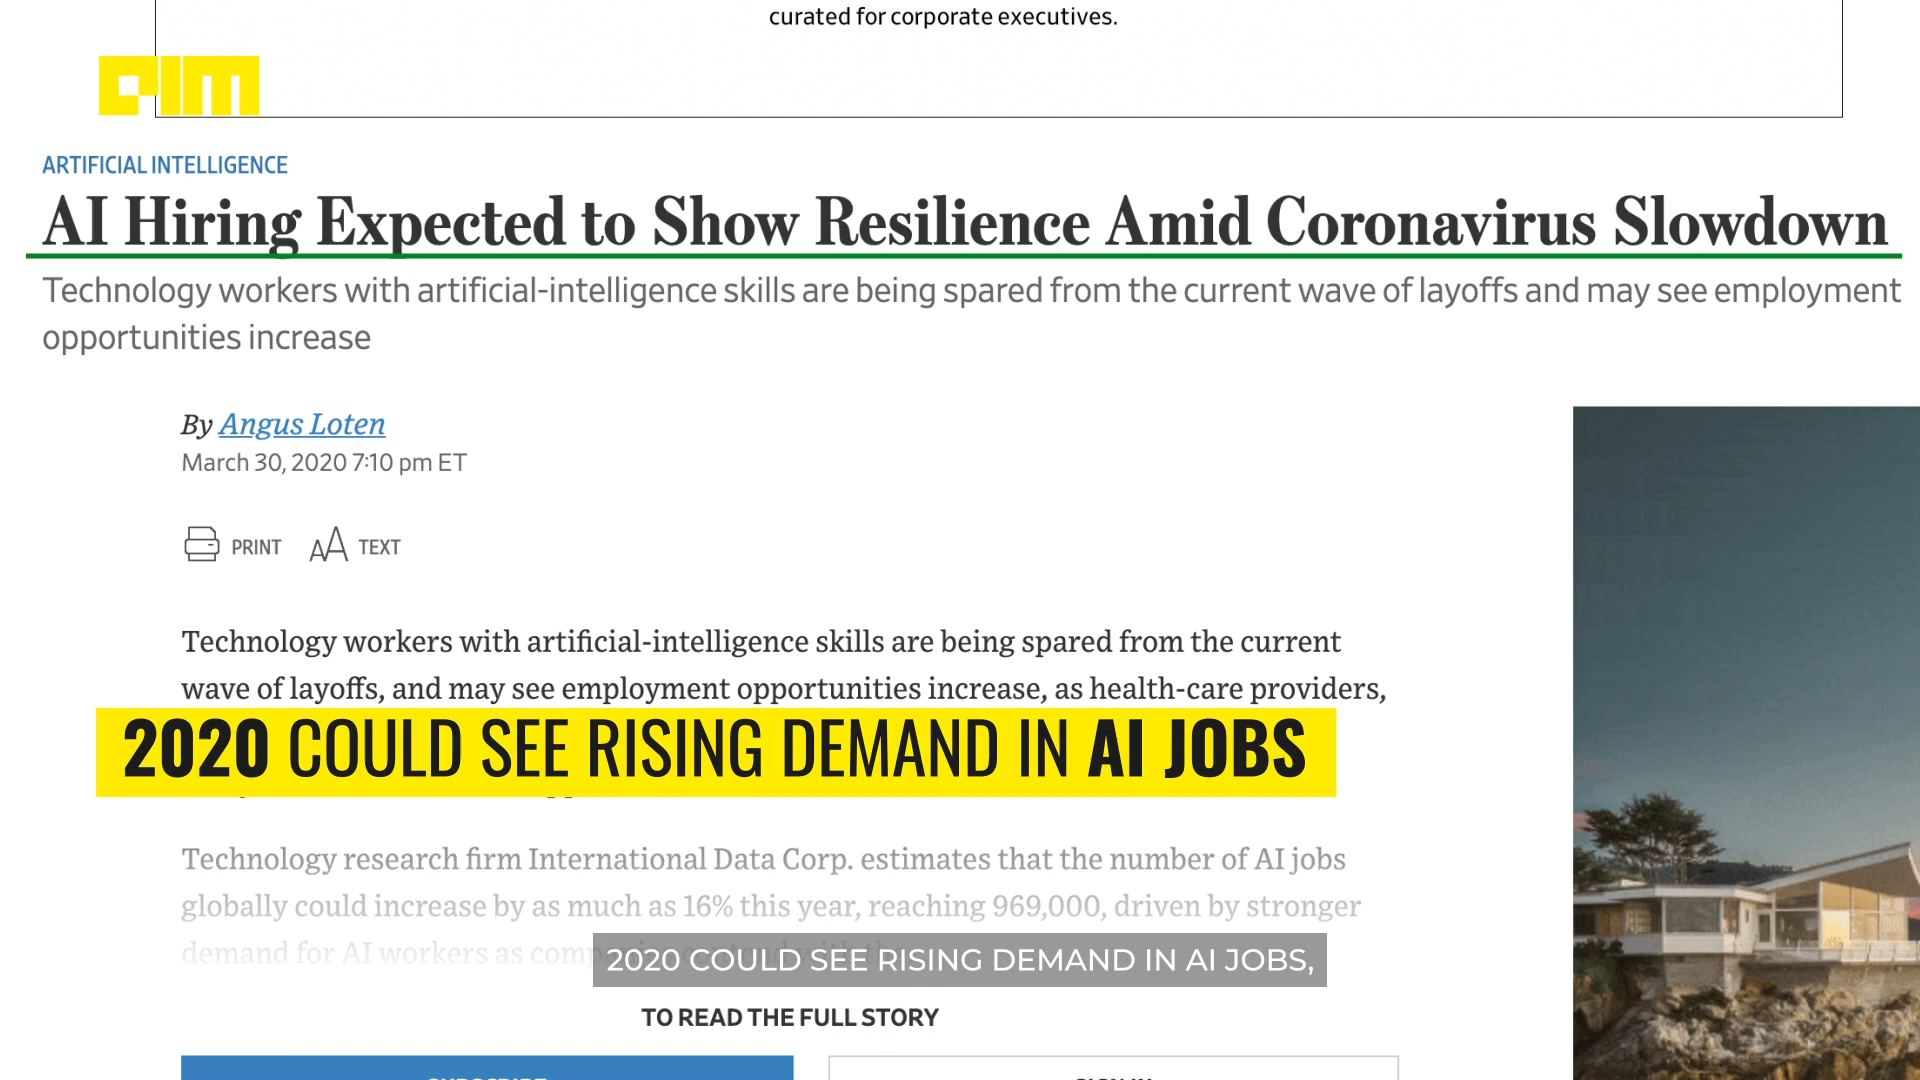 curated for corporate executives.
aim
ARTIFICIAL INTELLIGENCE
AI Hiring Expected to Show Resilience Amid Coronavirus Slowdown
Technology workers with artificial-intelligence skills are being spared from the current wave of layoffs and may see employment
opportunities increase
By Angus Loten
March 30, 2020 7:10 pm ET
PRINT TEXT
Technology workers with artificial-intelligence skills are being spared from the current
wave of layoffs, and may see employment opportunities increase, as health-care providers,
2020 COULD SEE RISING DEMAND IN AI JOBS
Technology research firm International Data Corp. estimates that the number of AI jobs
globally could increase by as much as 16% this year, reaching 969,000, driven by stronger
demand for AI workers as
2020 COULD SEE RISING DEMAND IN AI JOBS,
TO READ THE FULL STORY